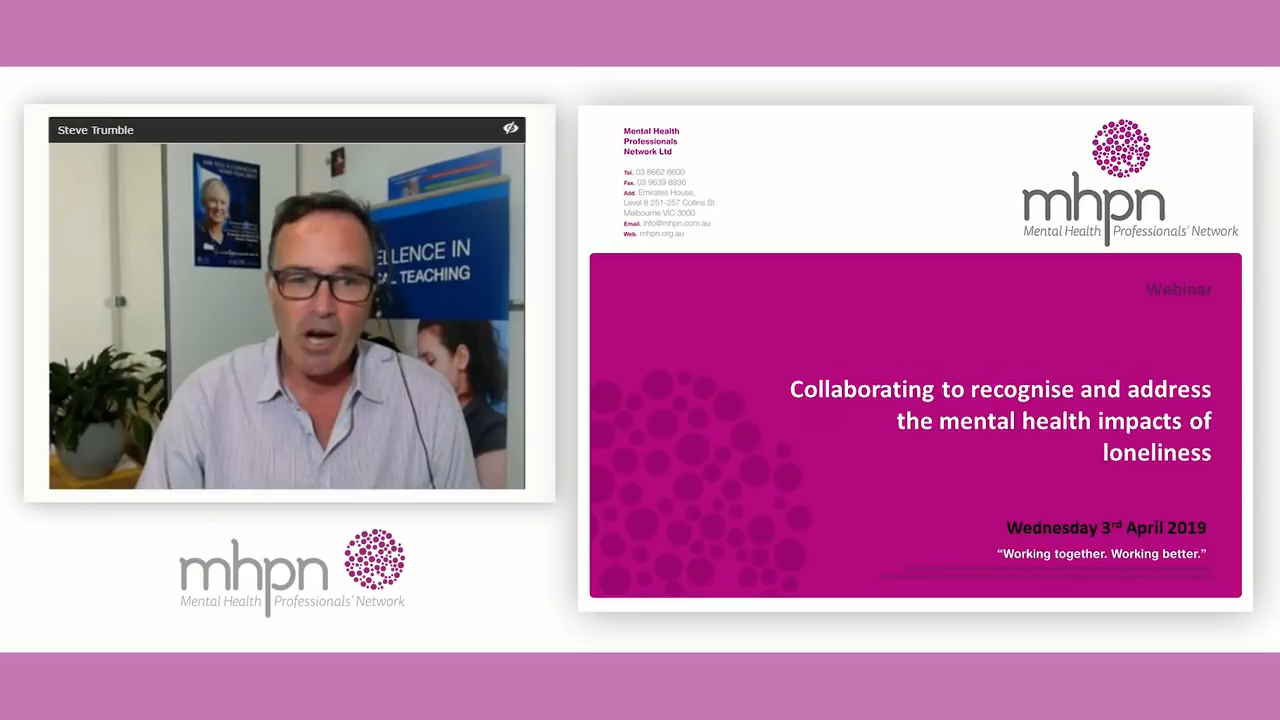 Steve Trumble
ELLENCE IN
CAL TEACHING
mhpn
Mental Health Professionals' Network
Mental Health
Professionals
Network Ltd
Tel. 03 8662 6600
Fax. 03 9639 8936
Add. Emirates House,
Level 8 251-257 Collins St
Melbourne VIC 3000
Email. info@mhpn.com.au
Web. mhpn.org.au
mhpn
Mental Health Professionals' Network
Webinar
Collaborating to recognise and address
the mental health impacts of
loneliness
Wednesday 3rd April 2019
“Working together. Working better.”